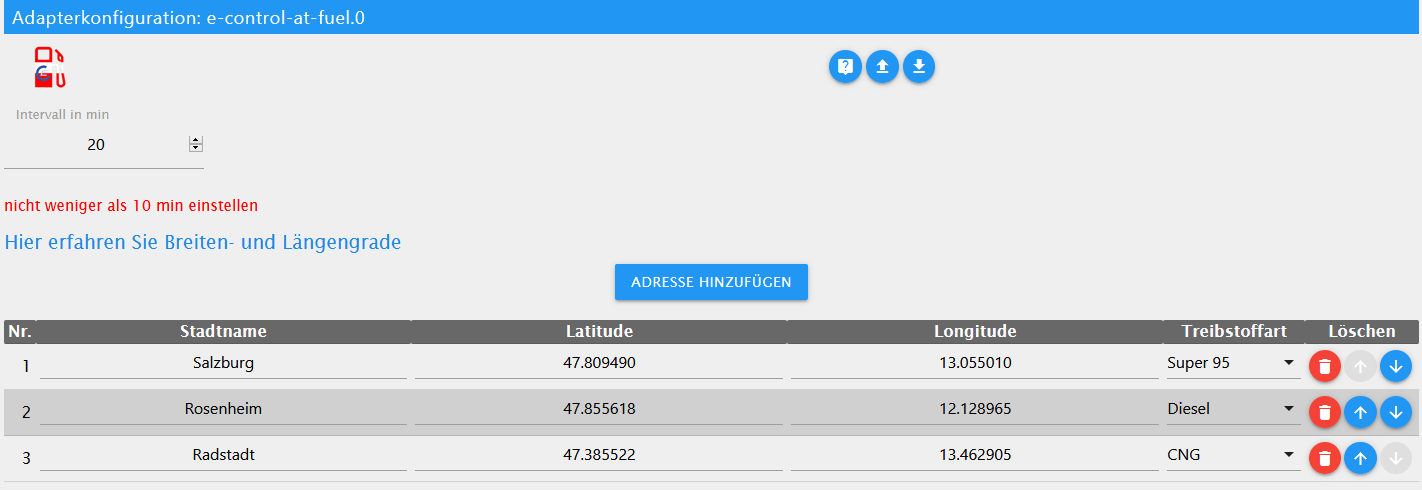 Adapterkonfiguration: e-control-at-fuel.0
Intervall in min
20
nicht weniger als 10 min einstellen
Hier erfahren Sie Breiten- und Längengrade
ADRESSE HINZUFÜGEN
Nr. Stadtname Latitude Longitude Treibstoffart Löschen
1 Salzburg 47.809490 13.055010 Super 95
2 Rosenheim 47.855618 12.128965 Diesel
3 Radstadt 47.385522 13.462905 CNG